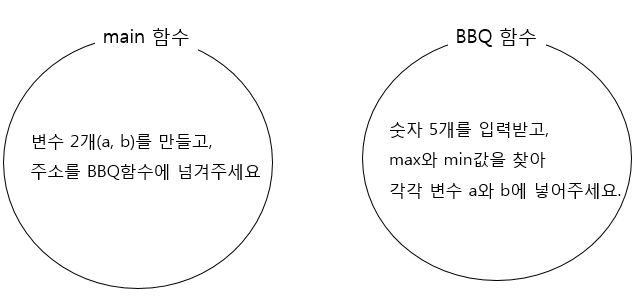 main 함수
변수 2개(a, b)를 만들고,
주소를 BBQ함수에 넘겨주세요
BBQ 함수
숫자 5개를 입력받고,
max와 min값을 찾아
각각 변수 a와 b에 넣어주세요.